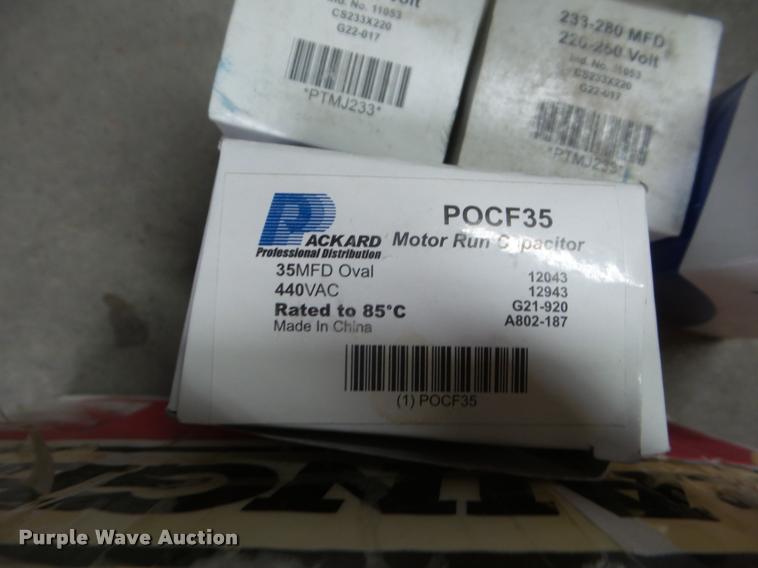 Volt
Ind. No. 11053
CS233X220
G22-017
*PTMJ233*
233-280 MFD
220-250 Volt
Ind. No. 11053
CS233X220
G22-017
*PTMJ233*
PACKARD
Professional Distribution
POCF35
Motor Run Capacitor
35MFD Oval
440VAC
Rated to 85°C
Made In China
12043
12943
G21-920
A802-187
(1) POCF35
Purple Wave Auction